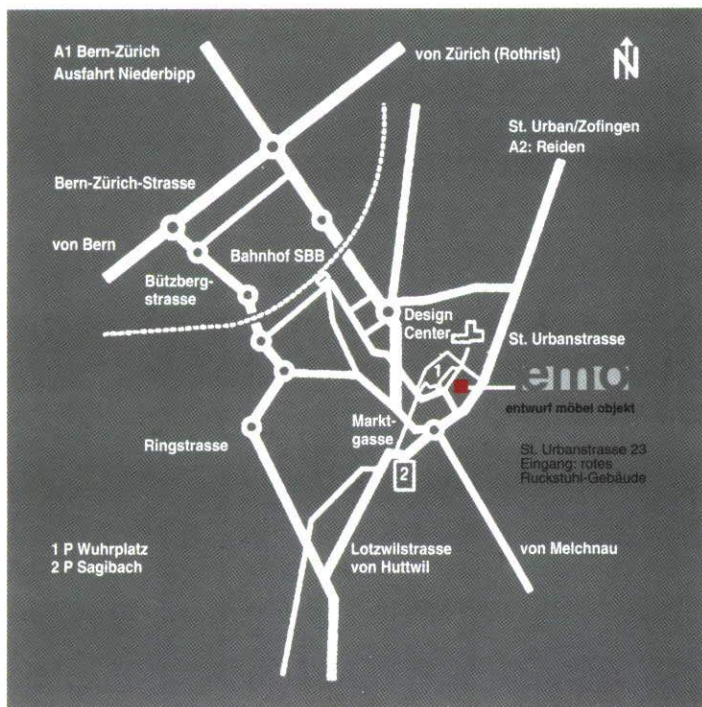 A1 Bern-Zürich
Ausfahrt Niederbipp
von Zürich (Rothrist)
N
St. Urban/Zofingen
A2: Reiden
Bern-Zürich-Strasse
von Bern
Bahnhof SBB
Bützberg-
strasse
Design
Center
St. Urbanstrasse
1
emo
entwurf möbel objekt
Markt-
gasse
Ringstrasse
2
St. Urbanstrasse 23
Eingang: rotes
Ruckstuhl-Gebäude
1 P Wuhrplatz
2 P Sagibach
Lotzwilstrasse
von Huttwil
von Melchnau